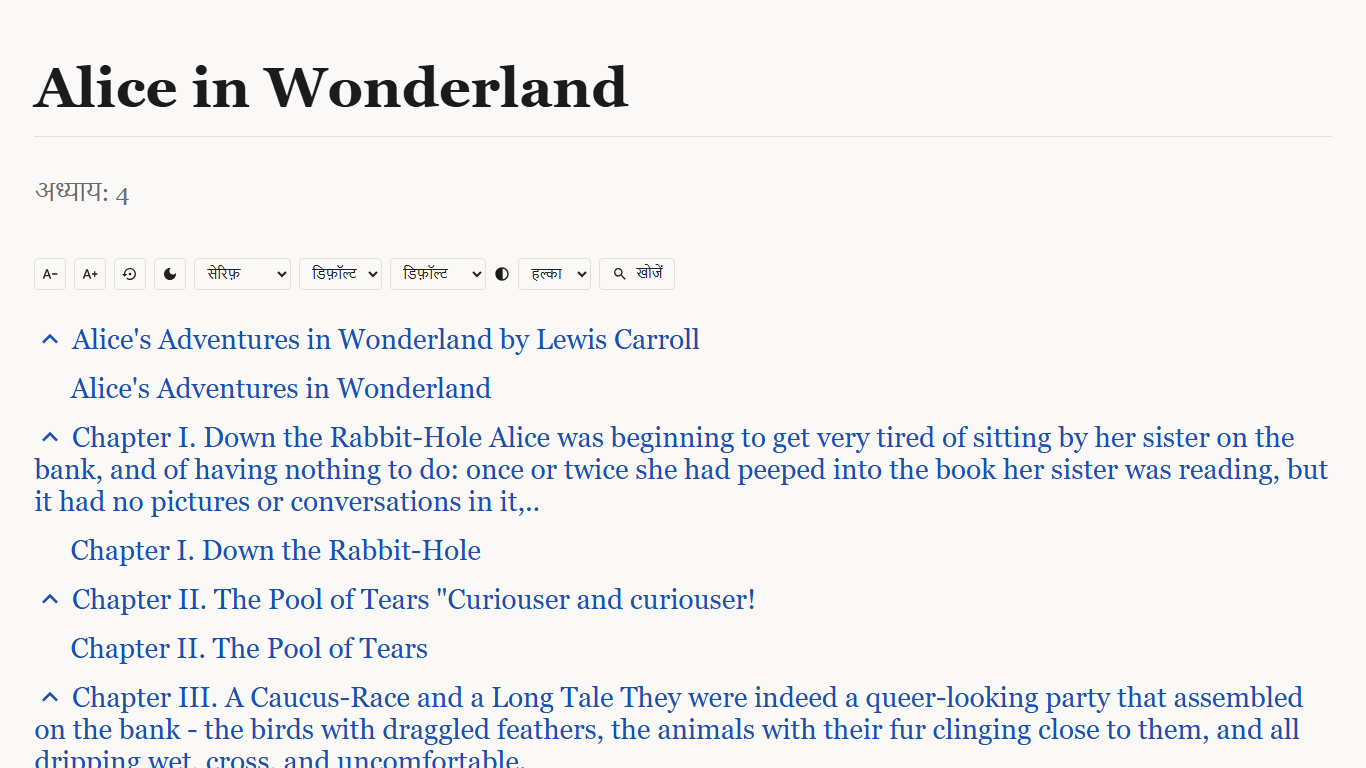 Alice in Wonderland
अध्याय: 4
A−
A+
सेरिफ़
डिफ़ॉल्ट
डिफ़ॉल्ट
हल्का
खोजें
Alice's Adventures in Wonderland by Lewis Carroll
Alice's Adventures in Wonderland
Chapter I. Down the Rabbit-Hole Alice was beginning to get very tired of sitting by her sister on the
bank, and of having nothing to do: once or twice she had peeped into the book her sister was reading, but
it had no pictures or conversations in it,..
Chapter I. Down the Rabbit-Hole
Chapter II. The Pool of Tears "Curiouser and curiouser!
Chapter II. The Pool of Tears
Chapter III. A Caucus-Race and a Long Tale They were indeed a queer-looking party that assembled
on the bank - the birds with draggled feathers, the animals with their fur clinging close to them, and all
dripping wet, cross, and uncomfortable.